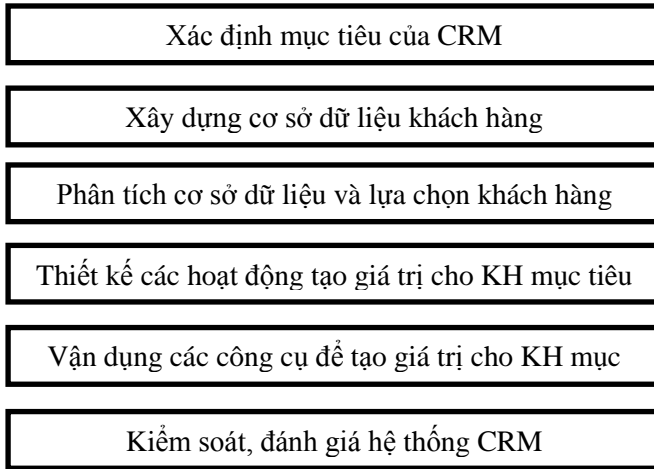 Xác định mục tiêu của CRM
Xây dựng cơ sở dữ liệu khách hàng
Phân tích cơ sở dữ liệu và lựa chọn khách hàng
Thiết kế các hoạt động tạo giá trị cho KH mục tiêu
Vận dụng các công cụ để tạo giá trị cho KH mục
Kiểm soát, đánh giá hệ thống CRM